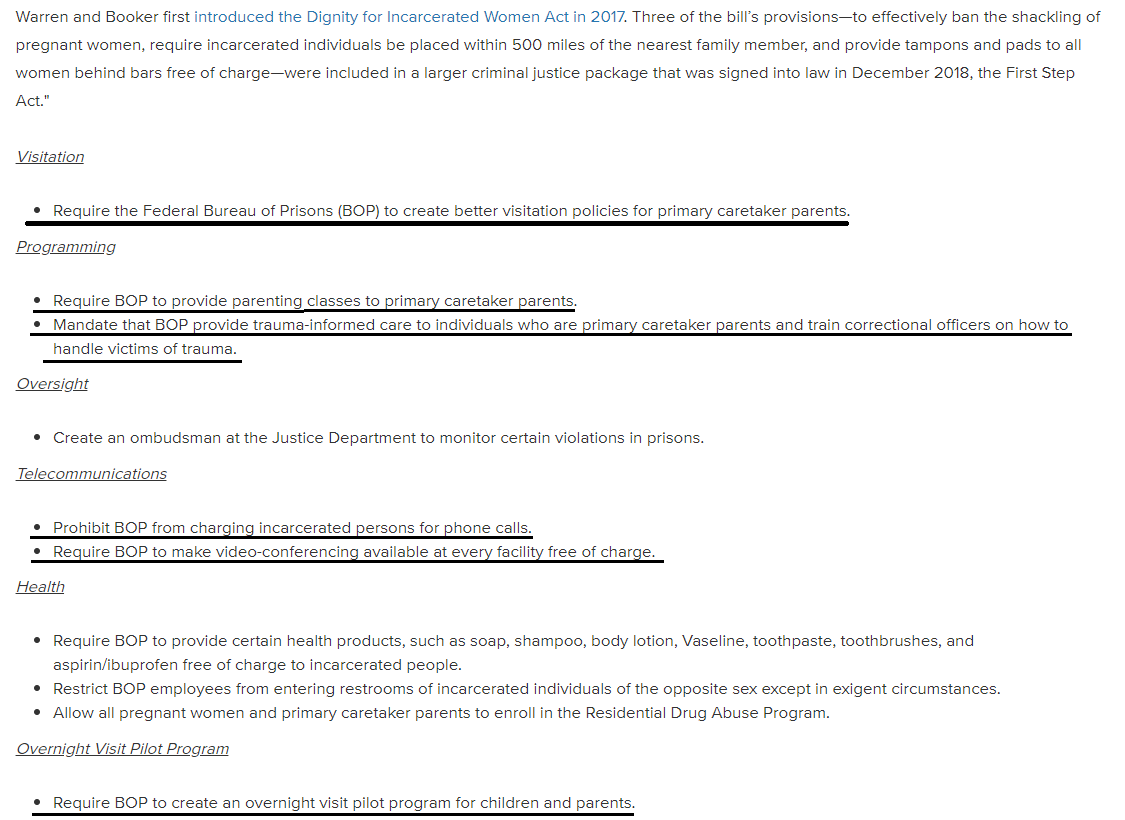 Warren and Booker first introduced the Dignity for Incarcerated Women Act in 2017. Three of the bill's provisions—to effectively ban the shackling of
pregnant women, require incarcerated individuals be placed within 500 miles of the nearest family member, and provide tampons and pads to all
women behind bars free of charge—were included in a larger criminal justice package that was signed into law in December 2018, the First Step
Act."
Visitation
• Require the Federal Bureau of Prisons (BOP) to create better visitation policies for primary caretaker parents.
Programming
• Require BOP to provide parenting classes to primary caretaker parents.
• Mandate that BOP provide trauma-informed care to individuals who are primary caretaker parents and train correctional officers on how to
handle victims of trauma.
Oversight
• Create an ombudsman at the Justice Department to monitor certain violations in prisons.
Telecommunications
• Prohibit BOP from charging incarcerated persons for phone calls.
• Require BOP to make video-conferencing available at every facility free of charge.
Health
• Require BOP to provide certain health products, such as soap, shampoo, body lotion, Vaseline, toothpaste, toothbrushes, and
aspirin/ibuprofen free of charge to incarcerated people.
• Restrict BOP employees from entering restrooms of incarcerated individuals of the opposite sex except in exigent circumstances.
• Allow all pregnant women and primary caretaker parents to enroll in the Residential Drug Abuse Program.
Overnight Visit Pilot Program
• Require BOP to create an overnight visit pilot program for children and parents.